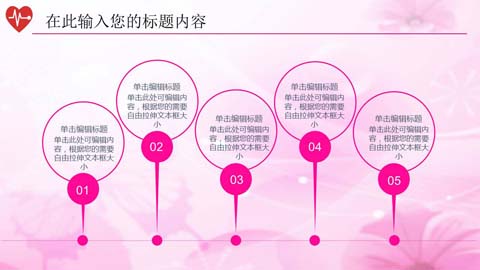 在此输入您的标题内容
单击编辑标题
单击此处可编辑内
容，根据您的需要
自由拉伸文本框大
小
01
单击编辑标题
单击此处可编辑内
容，根据您的需要
自由拉伸文本框大
小
02
单击编辑标题
单击此处可编辑内
容，根据您的需要
自由拉伸文本框大
小
03
单击编辑标题
单击此处可编辑内
容，根据您的需要
自由拉伸文本框大
小
04
单击编辑标题
单击此处可编辑内
容，根据您的需要
自由拉伸文本框大
小
05